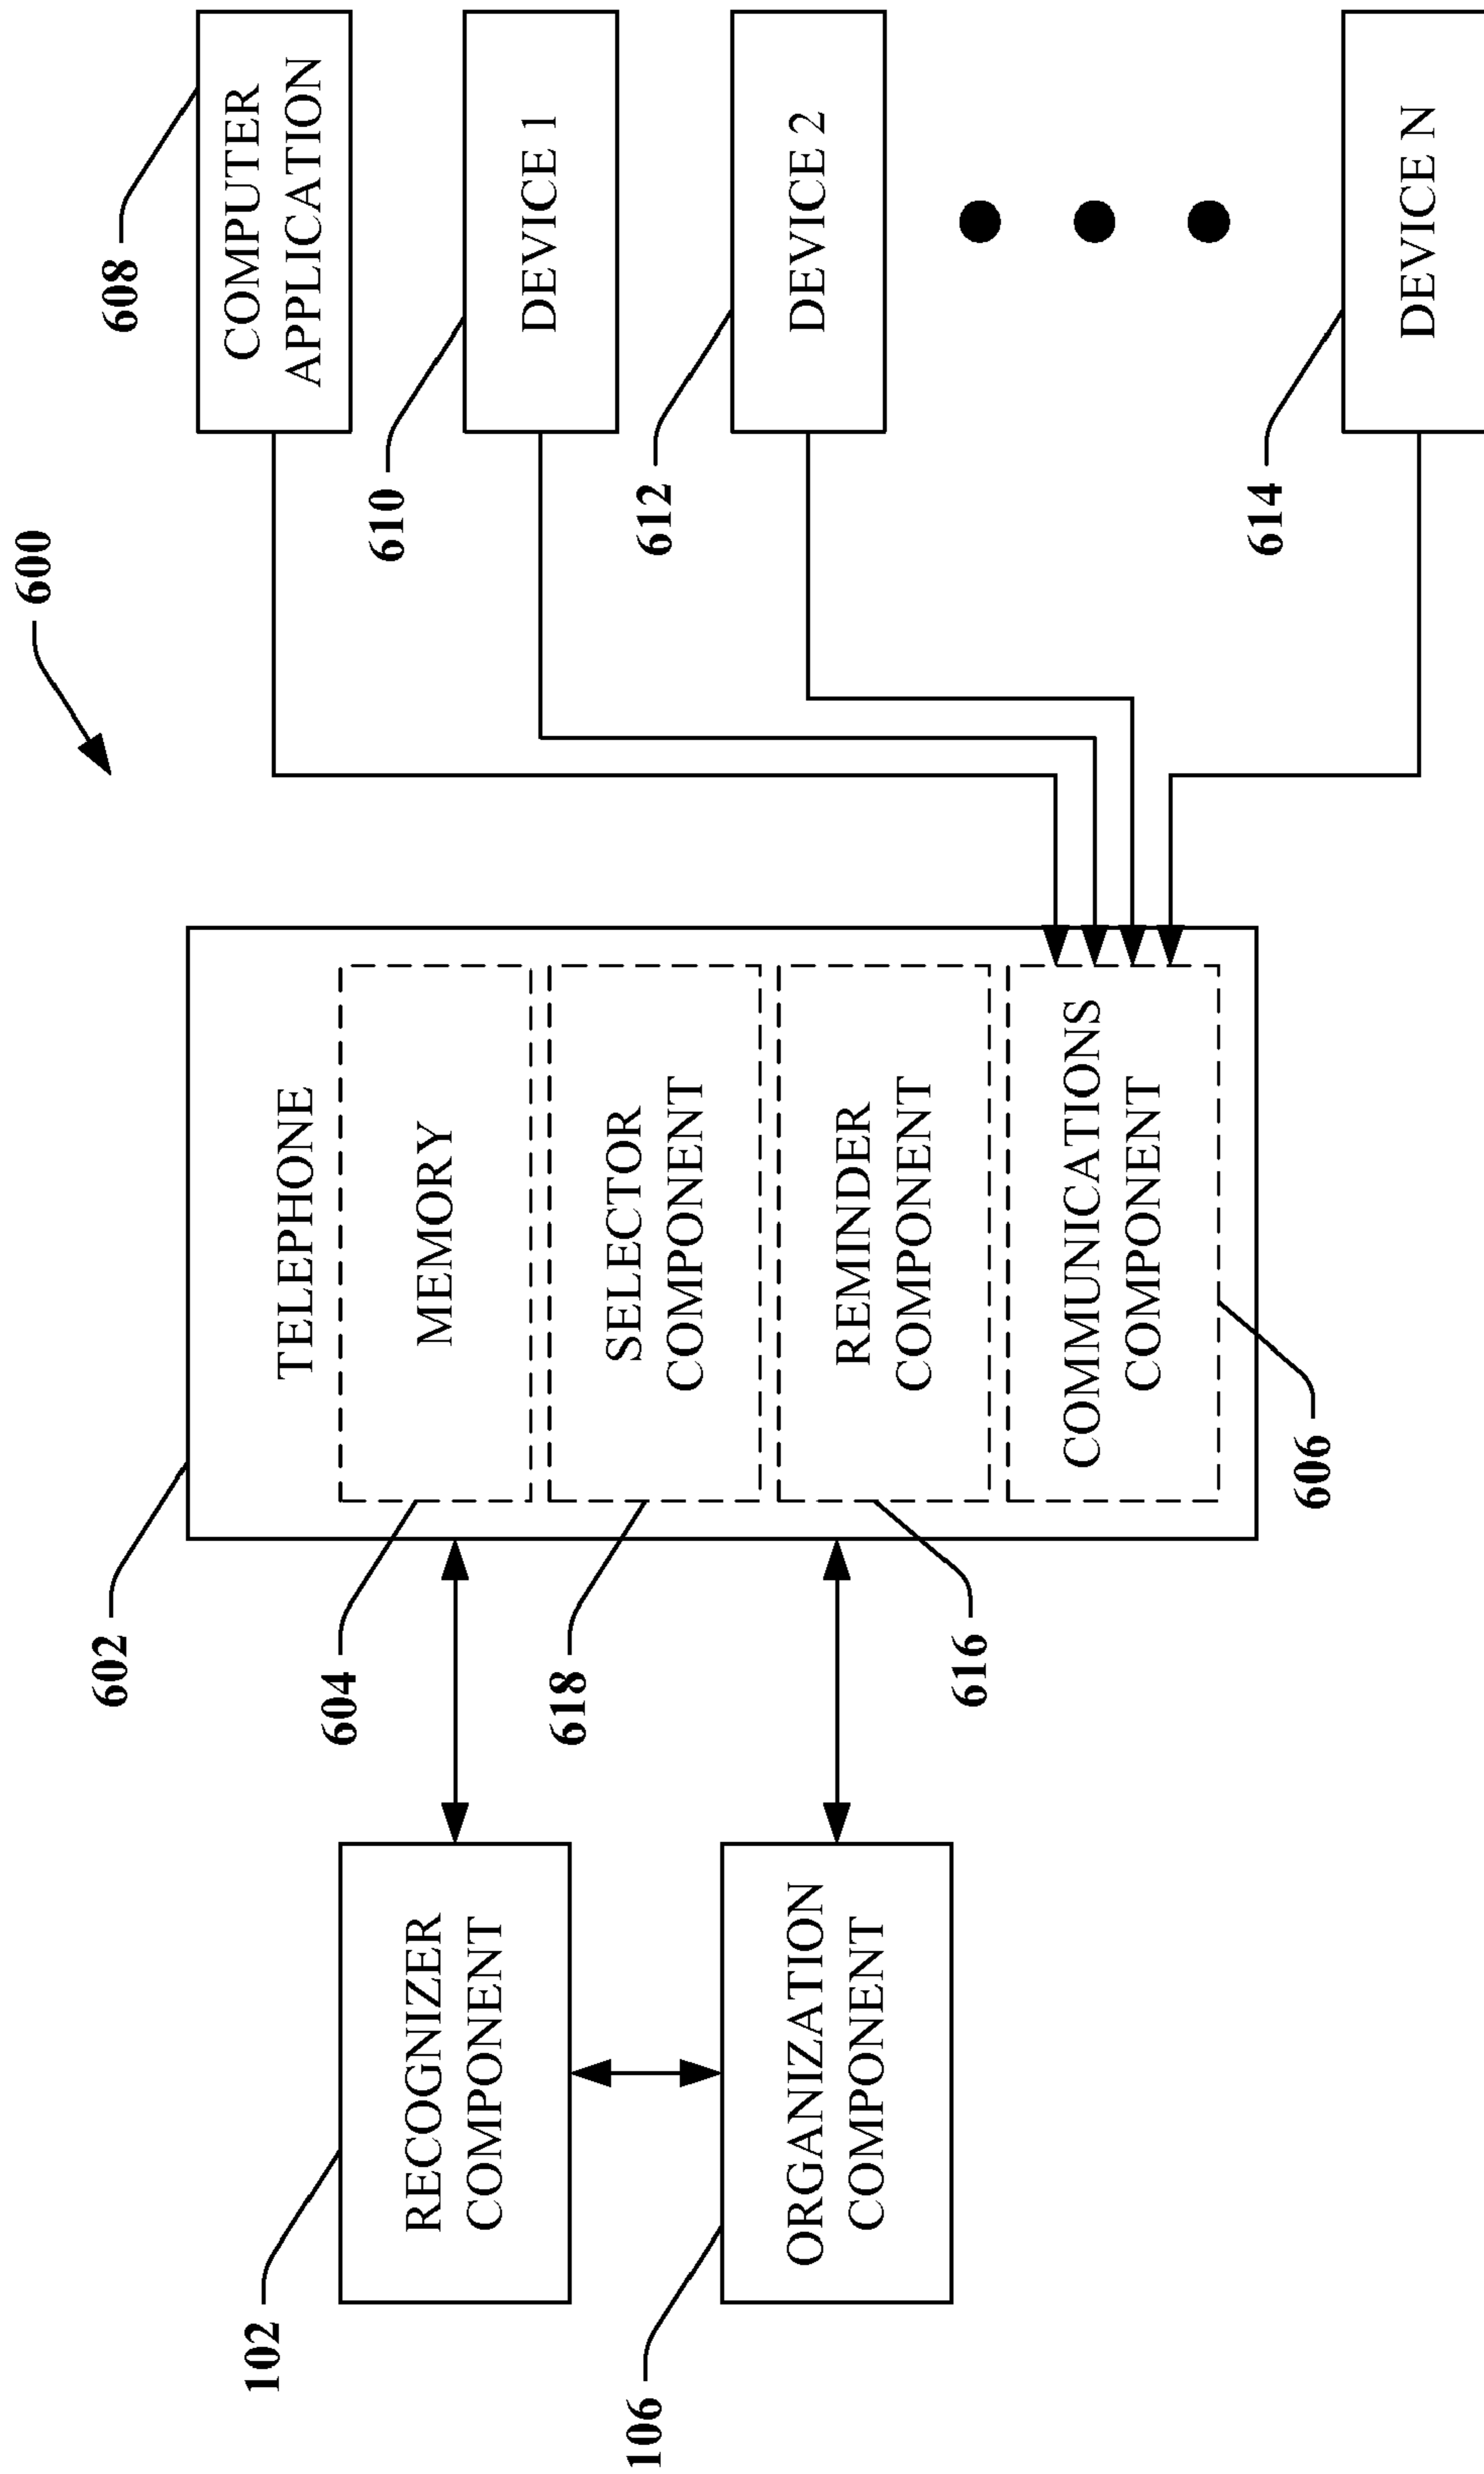 600
102
RECOGNIZER
COMPONENT
106
ORGANIZATION
COMPONENT
602
TELEPHONE
604
MEMORY
618
SELECTOR
COMPONENT
616
REMINDER
COMPONENT
COMMUNICATIONS
COMPONENT
606
608
COMPUTER
APPLICATION
610
DEVICE 1
612
DEVICE 2
614
DEVICE N